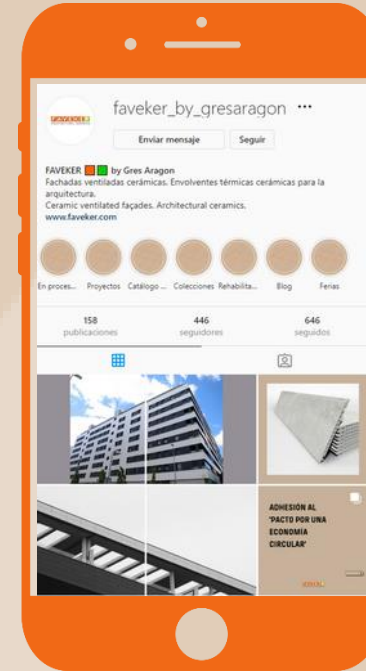 FAVEKER
faveker_by_gresaragon ...
Enviar mensaje Seguir
FAVEKER by Gres Aragon
Fachadas ventiladas cerámicas. Envolventes térmicas cerámicas para la
arquitectura.
Ceramic ventilated façades. Architectural ceramics.
www.faveker.com
En proces... Proyectos Catálogo ... Colecciones Rehabilita... Blog Ferias
158 446 646
publicaciones seguidores seguidos
ADHESIÓN AL
'PACTO POR UNA
ECONOMÍA
CIRCULAR'